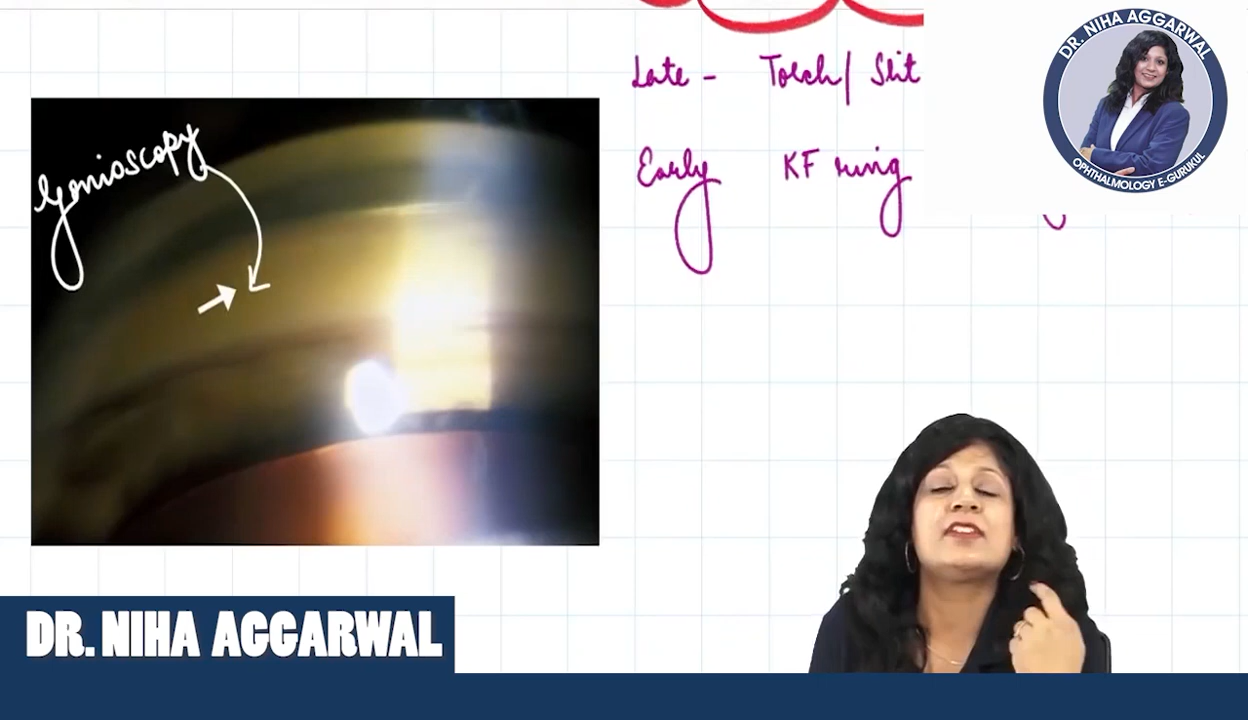 DR. NIHA AGGARWAL
OPHTHALMOLOGY E-GURUKUL
Late - Torch/ Slit
Gonioscopy
Early KF ring
DR. NIHA AGGARWAL